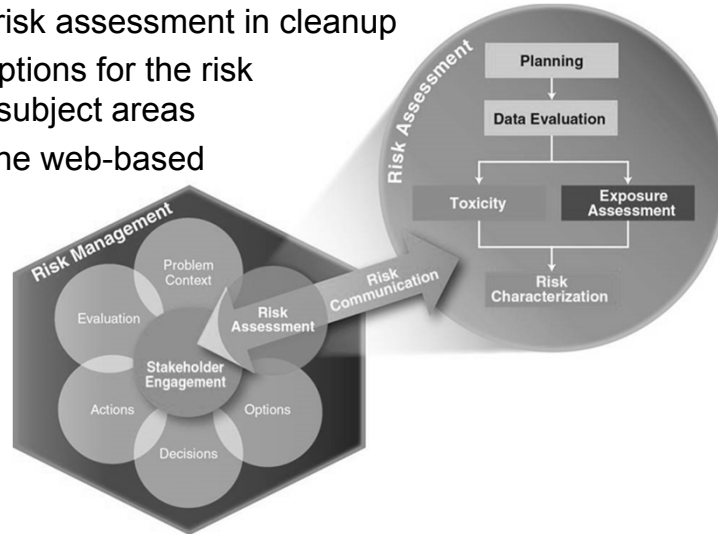 risk assessment in cleanup
ptions for the risk
subject areas
ne web-based
Risk Assessment
Planning
Data Evaluation
Toxicity
Exposure
Assessment
Risk
Characterization
Risk
Communication
Risk Management
Problem
Context
Evaluation
Risk
Assessment
Stakeholder
Engagement
Actions
Options
Decisions